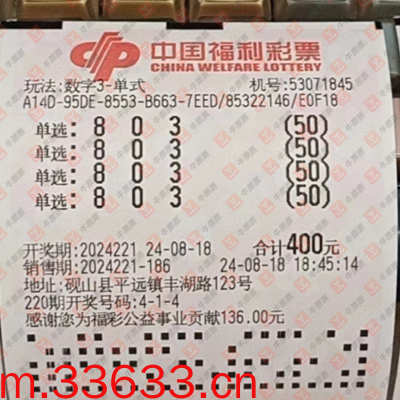 中国福利彩票
CHINA WELFARE LOTTERY
玩法:数字3-单式 机号:53071845
A14D-95DE-8553-B663-7EED/85322146/E0F18
单选: 8 0 3 (50)
单选: 8 0 3 (50)
单选: 8 0 3 (50)
单选: 8 0 3 (50)
开奖期:2024221 24-08-18 合计400元
销售期:2024221-186 24-08-18 18:45:14
地址:砚山县平远镇丰湖路123号
220期开奖号码:4-1-4
感谢您为福彩公益事业贡献136.00元
m.33633.cn